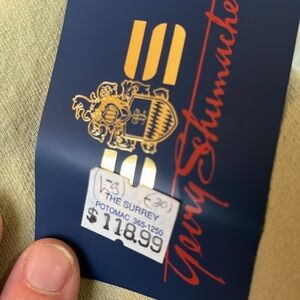 Georg Schumacher
THE SURREY
POTOMAC 365-1250
$118.99